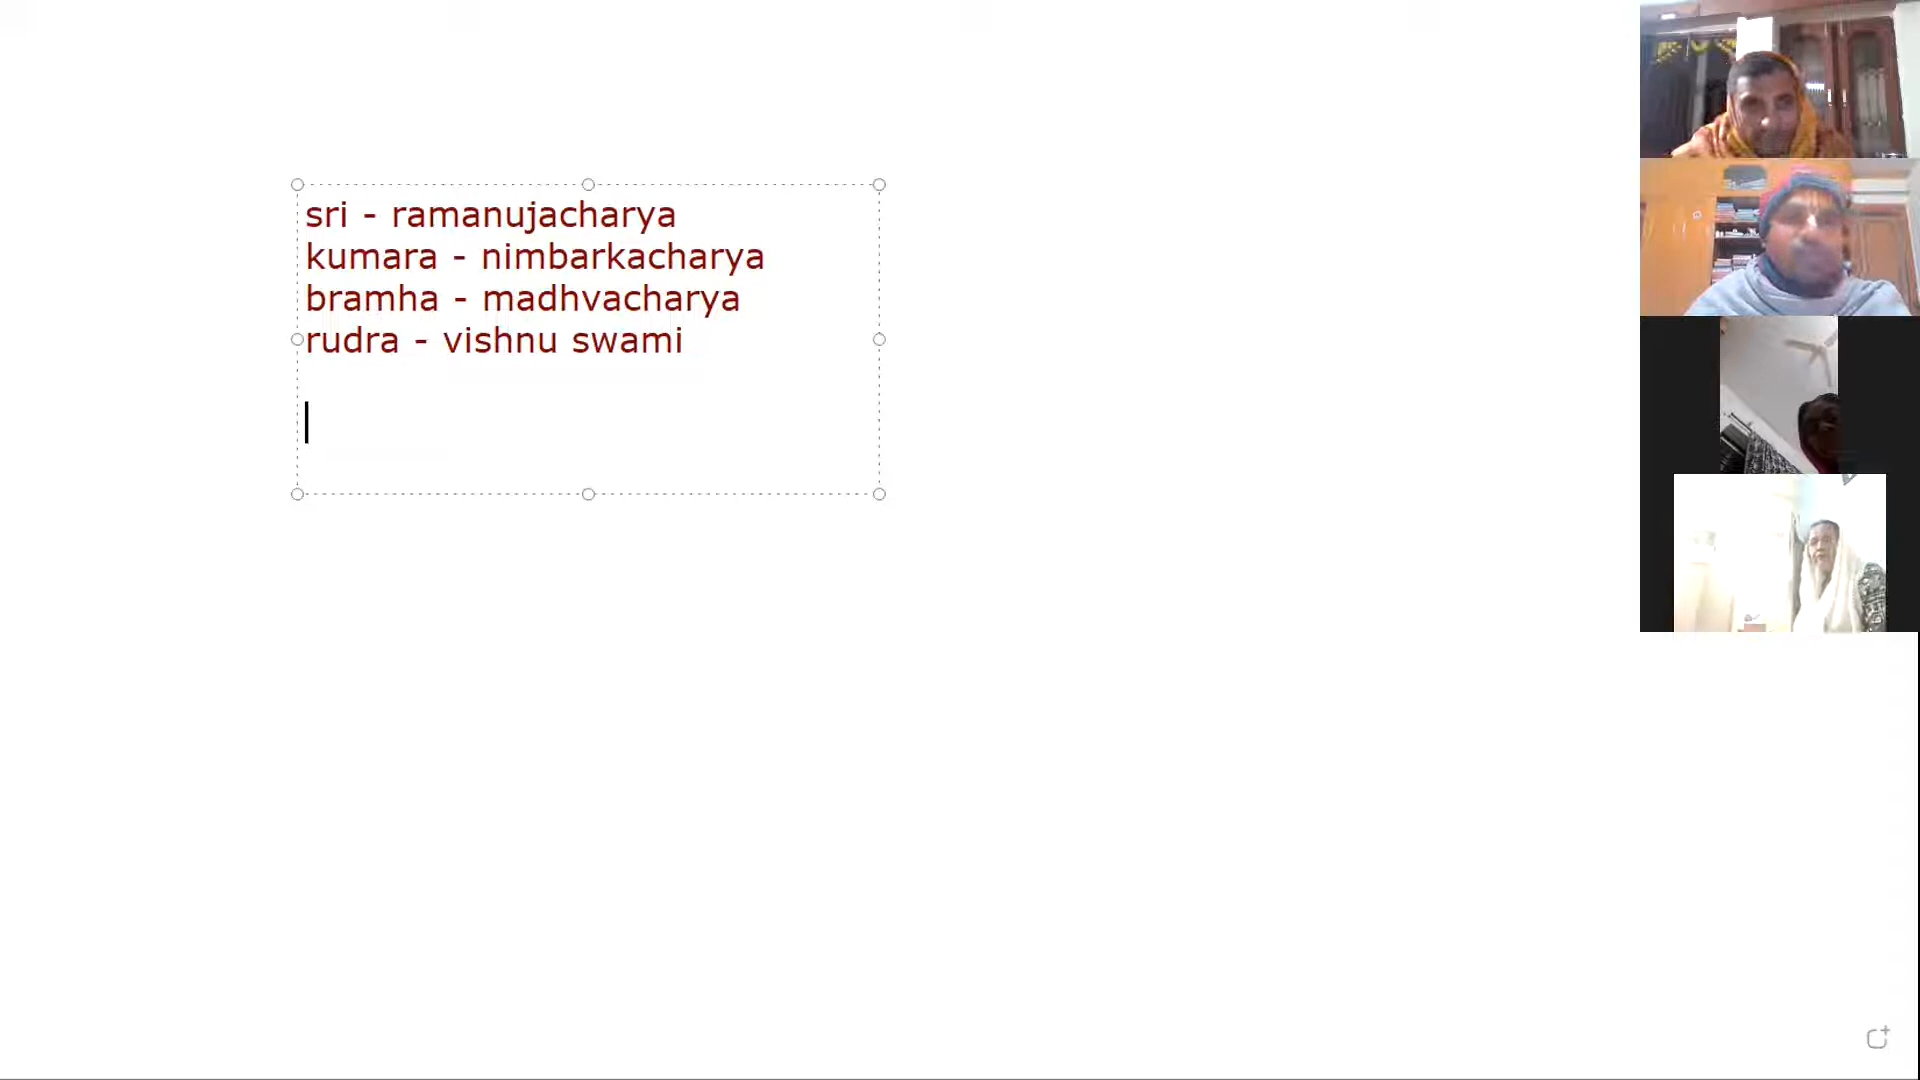 sri - ramanujacharya
kumara - nimbarkacharya
bramha - madhvacharya
rudra - vishnu swami